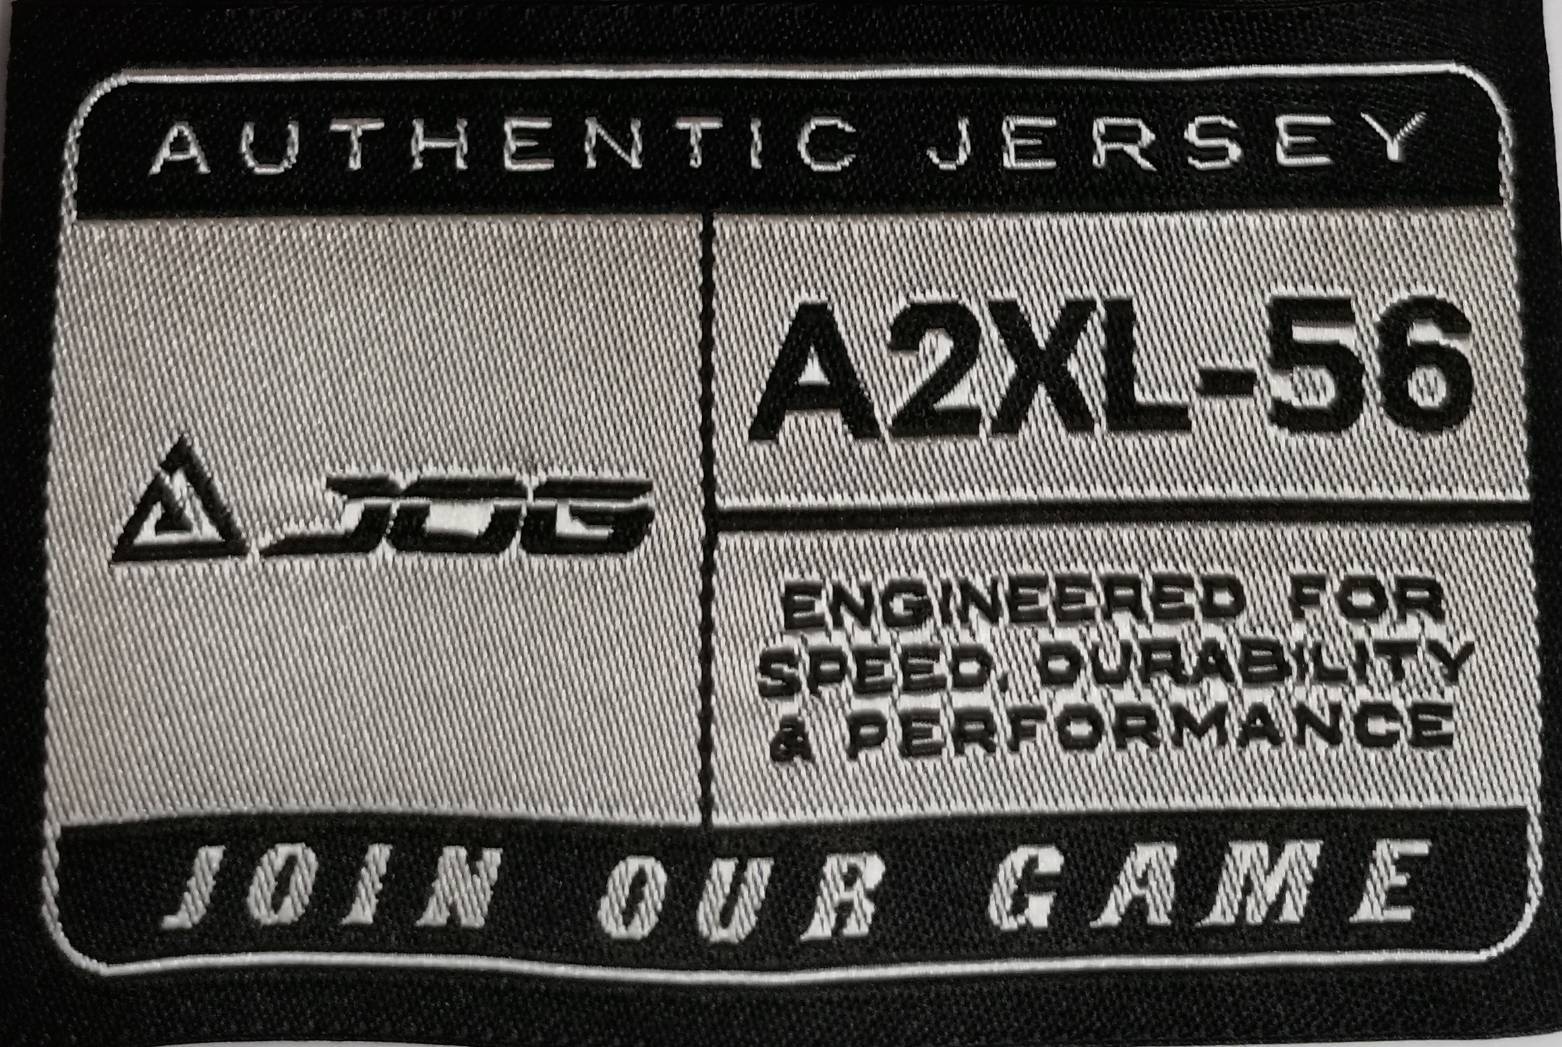 AUTHENTIC JERSEY
JOG
A2XL-56
ENGINEERED FOR
SPEED, DURABILITY
& PERFORMANCE
JOIN OUR GAME